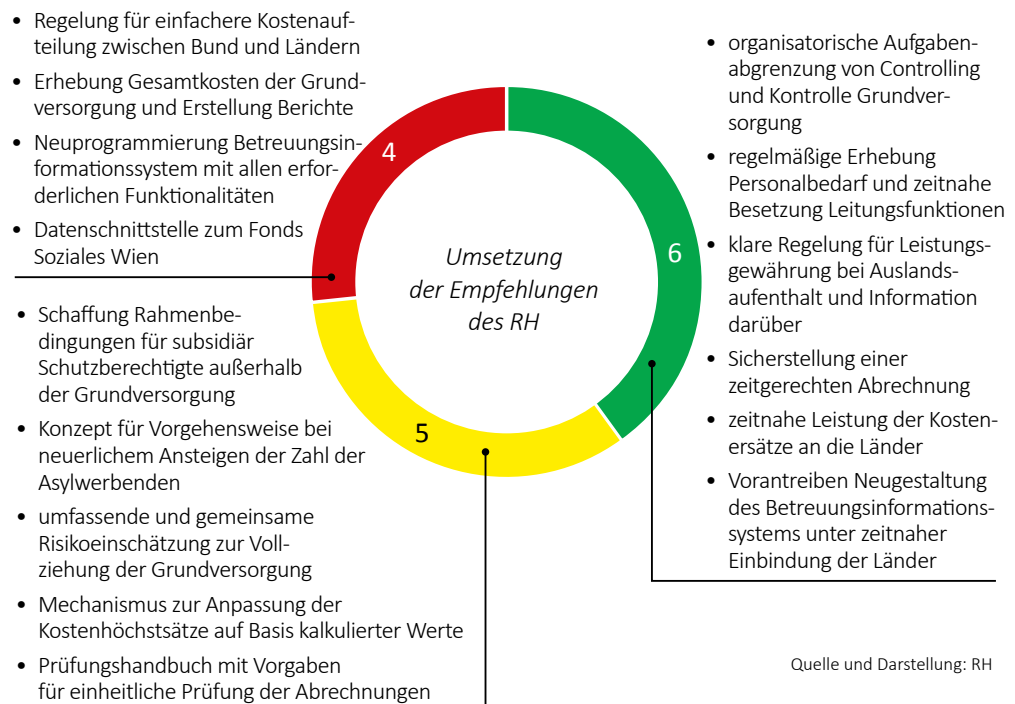 • Regelung für einfachere Kostenauf-
teilung zwischen Bund und Ländern
• Erhebung Gesamtkosten der Grund-
versorgung und Erstellung Berichte
• Neuprogrammierung Betreuungsin-
formationssystem mit allen erfor-
derlichen Funktionalitäten
• Datenschnittstelle zum Fonds
Soziales Wien
4
• Schaffung Rahmenbe-
dingungen für subsidiär
Schutzberechtigte außerhalb
der Grundversorgung
• Konzept für Vorgehensweise bei
neuerlichem Ansteigen der Zahl der
Asylwerbenden
• umfassende und gemeinsame
Risikoeinschätzung zur Voll-
ziehung der Grundversorgung
• Mechanismus zur Anpassung der
Kostenhöchstsätze auf Basis kalkulierter Werte
• Prüfungshandbuch mit Vorgaben
für einheitliche Prüfung der Abrechnungen
5
Umsetzung
der Empfehlungen
des RH
6
• organisatorische Aufgaben-
abgrenzung von Controlling
und Kontrolle Grundver-
sorgung
• regelmäßige Erhebung
Personalbedarf und zeitnahe
Besetzung Leitungsfunktionen
• klare Regelung für Leistungs-
gewährung bei Auslands-
aufenthalt und Information
darüber
• Sicherstellung einer
zeitgerechten Abrechnung
• zeitnahe Leistung der Kosten-
ersätze an die Länder
• Vorantreiben Neugestaltung
des Betreuungsinformations-
systems unter zeitnaher
Einbindung der Länder
Quelle und Darstellung: RH